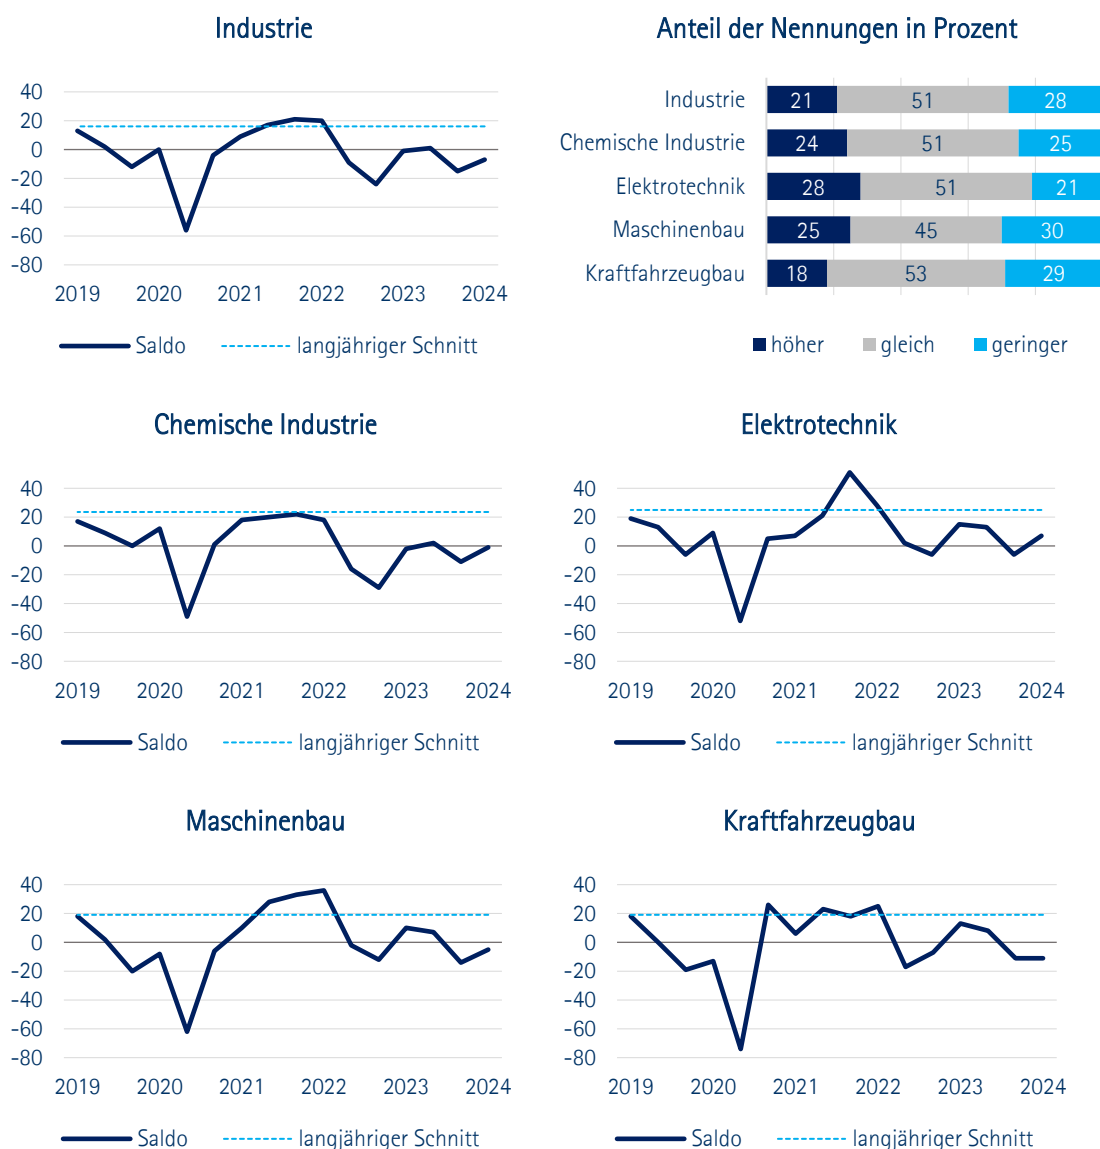 Industrie
40
20
0
-20
-40
-60
-80
2019 2020 2021 2022 2023 2024
Saldo langjähriger Schnitt
Anteil der Nennungen in Prozent
Industrie 21 51 28
Chemische Industrie 24 51 25
Elektrotechnik 28 51 21
Maschinenbau 25 45 30
Kraftfahrzeugbau 18 53 29
höher gleich geringer
Chemische Industrie
40
20
0
-20
-40
-60
-80
2019 2020 2021 2022 2023 2024
Saldo langjähriger Schnitt
Elektrotechnik
40
20
0
-20
-40
-60
-80
2019 2020 2021 2022 2023 2024
Saldo langjähriger Schnitt
Maschinenbau
40
20
0
-20
-40
-60
-80
2019 2020 2021 2022 2023 2024
Saldo langjähriger Schnitt
Kraftfahrzeugbau
40
20
0
-20
-40
-60
-80
2019 2020 2021 2022 2023 2024
Saldo langjähriger Schnitt